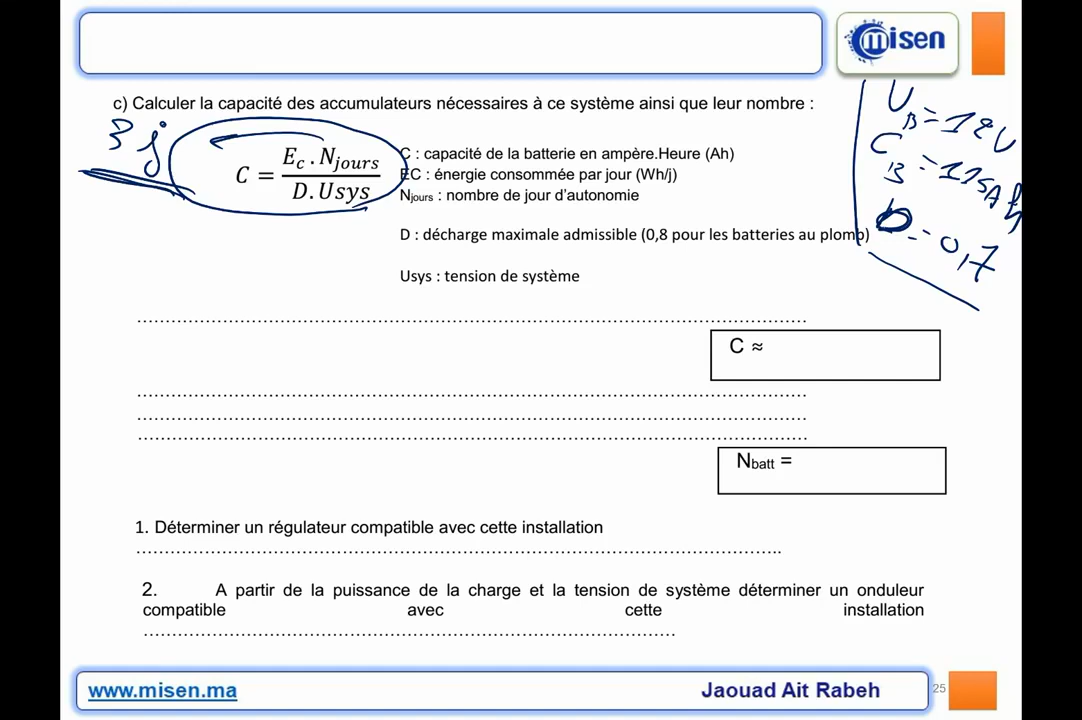 misen
c) Calculer la capacité des accumulateurs nécessaires à ce système ainsi que leur nombre :
3 j
C = Ec . Njours / D. Usys
C : capacité de la batterie en ampère.Heure (Ah)
EC : énergie consommée par jour (Wh/j)
Njours : nombre de jour d'autonomie
D : décharge maximale admissible (0,8 pour les batteries au plomb)
Usys : tension de système
UB = 12V
CB = 115Ah
D = 0,7
C ≈
Nbatt =
1. Déterminer un régulateur compatible avec cette installation
2. A partir de la puissance de la charge et la tension de système déterminer un onduleur
compatible avec cette installation
www.misen.ma
Jaouad Ait Rabeh
25